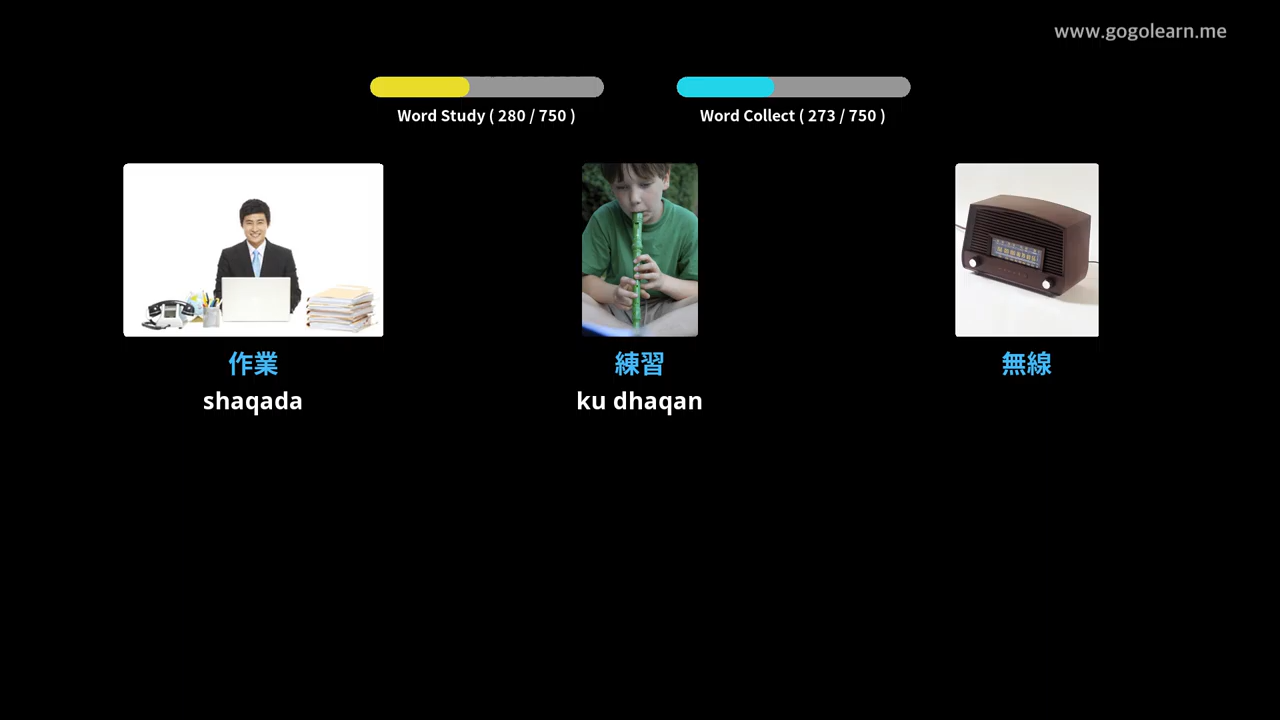 www.gogolearn.me
Word Study ( 280 / 750 )
Word Collect ( 273 / 750 )
作業
練習
無線
shaqada
ku dhaqan